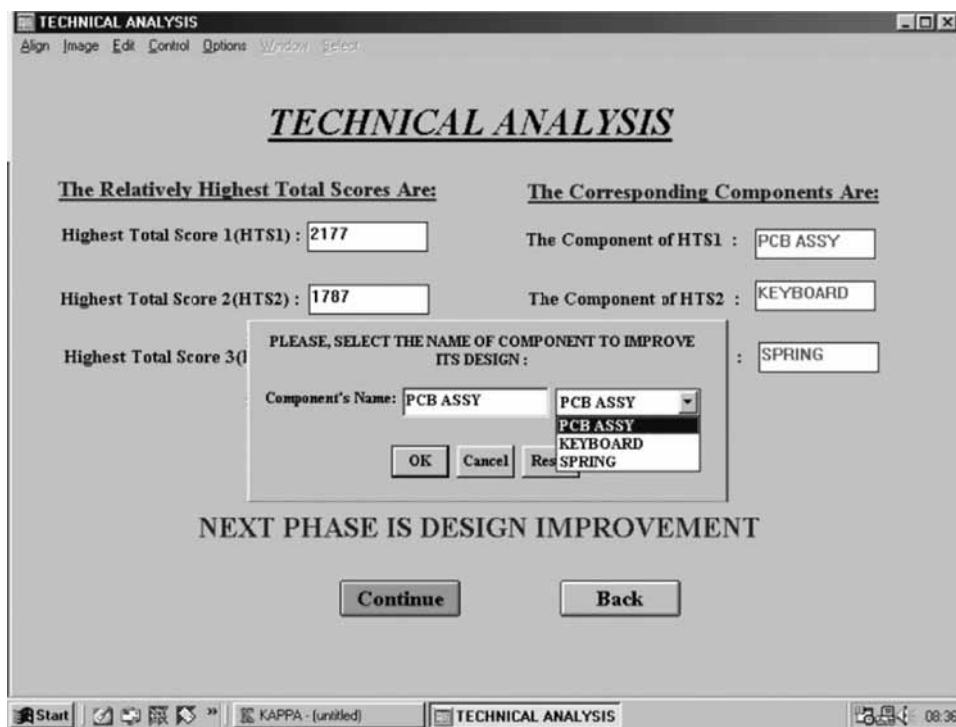 TECHNICAL ANALYSIS
Align Image Edit Control Options Window Select
TECHNICAL ANALYSIS
The Relatively Highest Total Scores Are: The Corresponding Components Are:
Highest Total Score 1(HTS1) : 2177 The Component of HTS1 : PCB ASSY
Highest Total Score 2(HTS2) : 1787 The Component of HTS2 : KEYBOARD
Highest Total Score 3( : SPRING
PLEASE, SELECT THE NAME OF COMPONENT TO IMPROVE
ITS DESIGN :
Component's Name: PCB ASSY PCB ASSY
PCB ASSY
KEYBOARD
SPRING
OK Cancel Res
NEXT PHASE IS DESIGN IMPROVEMENT
Continue Back
Start » KAPPA - (untitled) TECHNICAL ANALYSIS 08:36